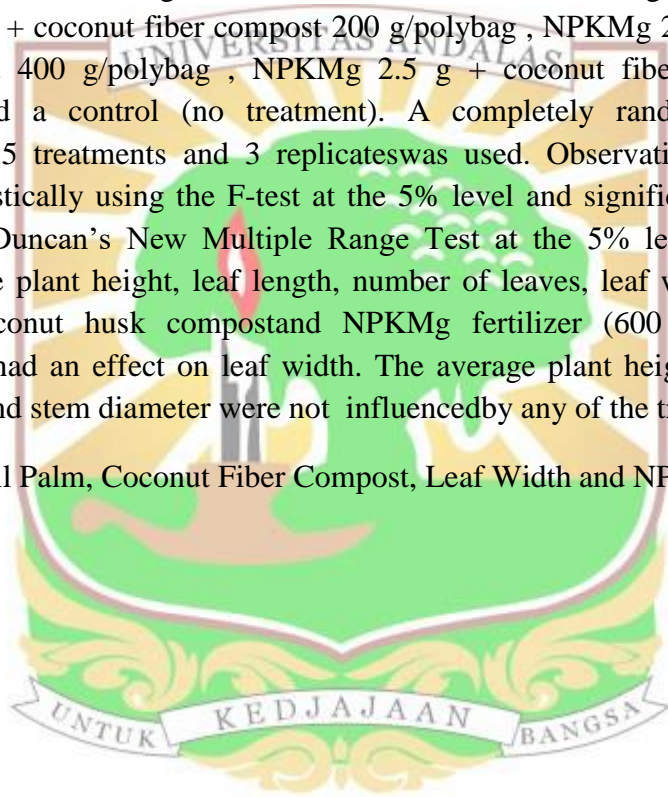 + coconut fiber compost 200 g/polybag , NPKMg 2
UNIVERSITAS ANDALAS
400 g/polybag , NPKMg 2.5 g + coconut fibe
d a control (no treatment). A completely rand
5 treatments and 3 replicateswas used. Observati
stically using the F-test at the 5% level and signific
Duncan's New Multiple Range Test at the 5% le
e plant height, leaf length, number of leaves, leaf w
conut husk compostand NPKMg fertilizer (600
had an effect on leaf width. The average plant heig
nd stem diameter were not influencedby any of the t
il Palm, Coconut Fiber Compost, Leaf Width and NP
UNTUK KEDJAJAAN BANGSA